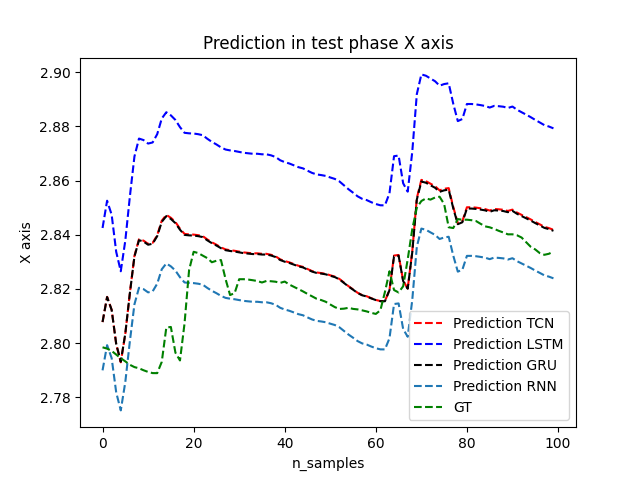 Prediction in test phase X axis
2.90
2.88
2.86
2.84
2.82
2.80
2.78
X axis
Prediction TCN
Prediction LSTM
Prediction GRU
Prediction RNN
GT
0 20 40 60 80 100
n_samples